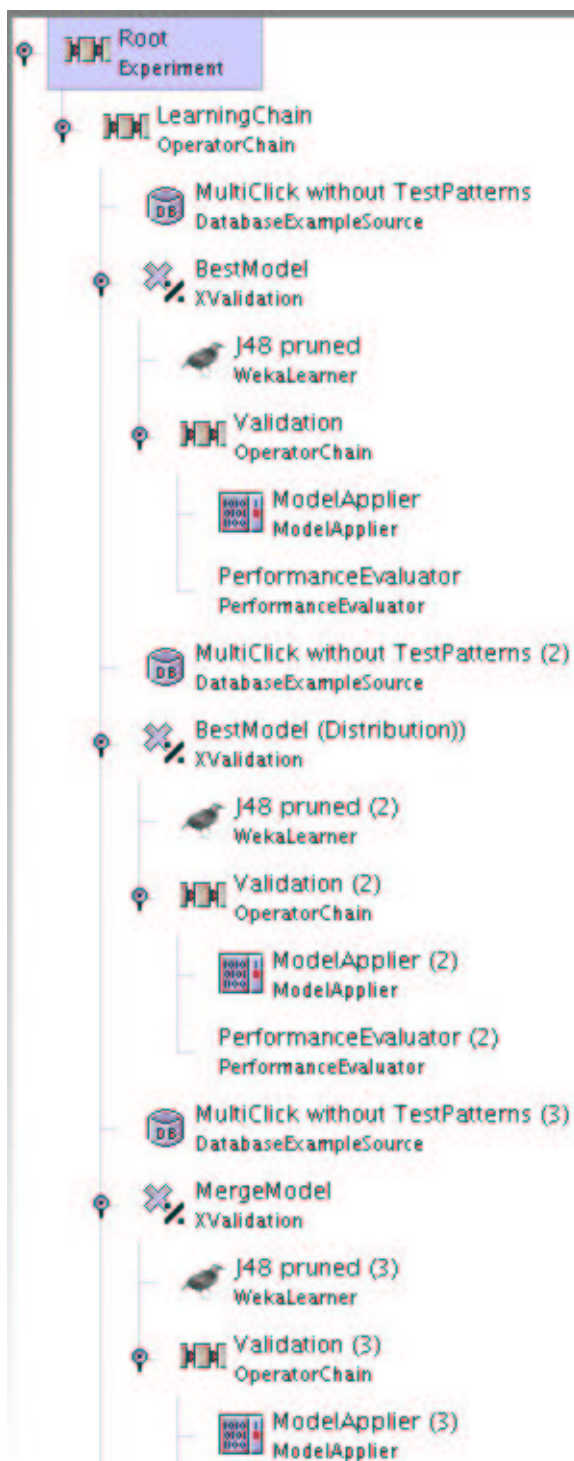 Root
Experiment
LearningChain
OperatorChain
MultiClick without TestPatterns
DatabaseExampleSource
BestModel
XValidation
J48 pruned
WekaLearner
Validation
OperatorChain
ModelApplier
ModelApplier
PerformanceEvaluator
PerformanceEvaluator
MultiClick without TestPatterns (2)
DatabaseExampleSource
BestModel (Distribution))
XValidation
J48 pruned (2)
WekaLearner
Validation (2)
OperatorChain
ModelApplier (2)
ModelApplier
PerformanceEvaluator (2)
PerformanceEvaluator
MultiClick without TestPatterns (3)
DatabaseExampleSource
MergeModel
XValidation
J48 pruned (3)
WekaLearner
Validation (3)
OperatorChain
ModelApplier (3)
ModelApplier